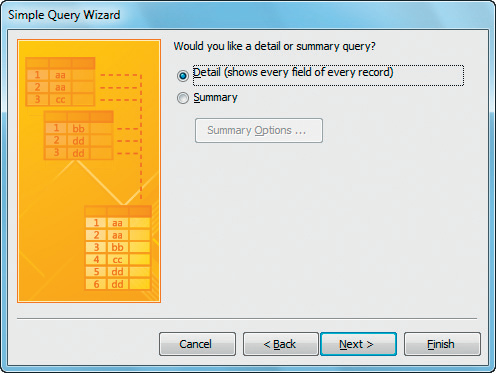 Simple Query Wizard
Would you like a detail or summary query?
Detail (shows every field of every record)
Summary
Summary Options ...
1 aa
2 aa
3 cc
1 bb
2 dd
3 dd
1 aa
2 aa
3 bb
4 cc
5 dd
6 dd
Cancel
< Back
Next >
Finish